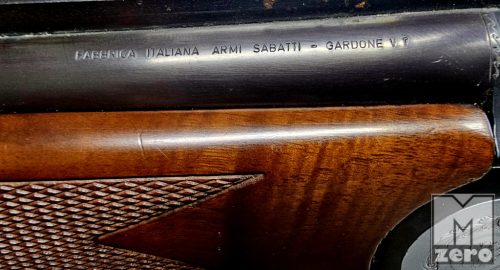 FABBRICA ITALIANA ARMI SABATTI - GARDONE V.T
M
zero